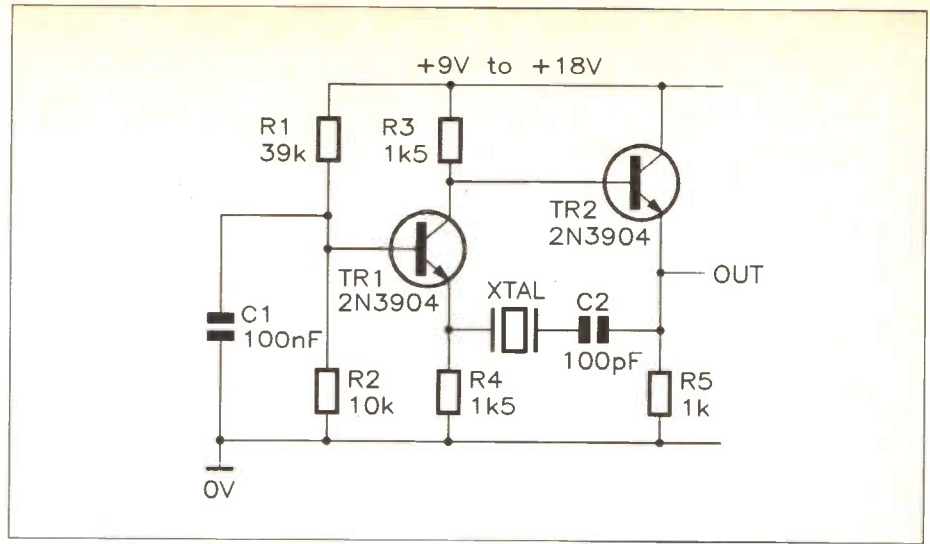 +9V to +18V
R1
39k
R3
1k5
TR2
2N3904
TR1
2N3904
XTAL
C2
100pF
OUT
C1
100nF
R2
10k
R4
1k5
R5
1k
0V